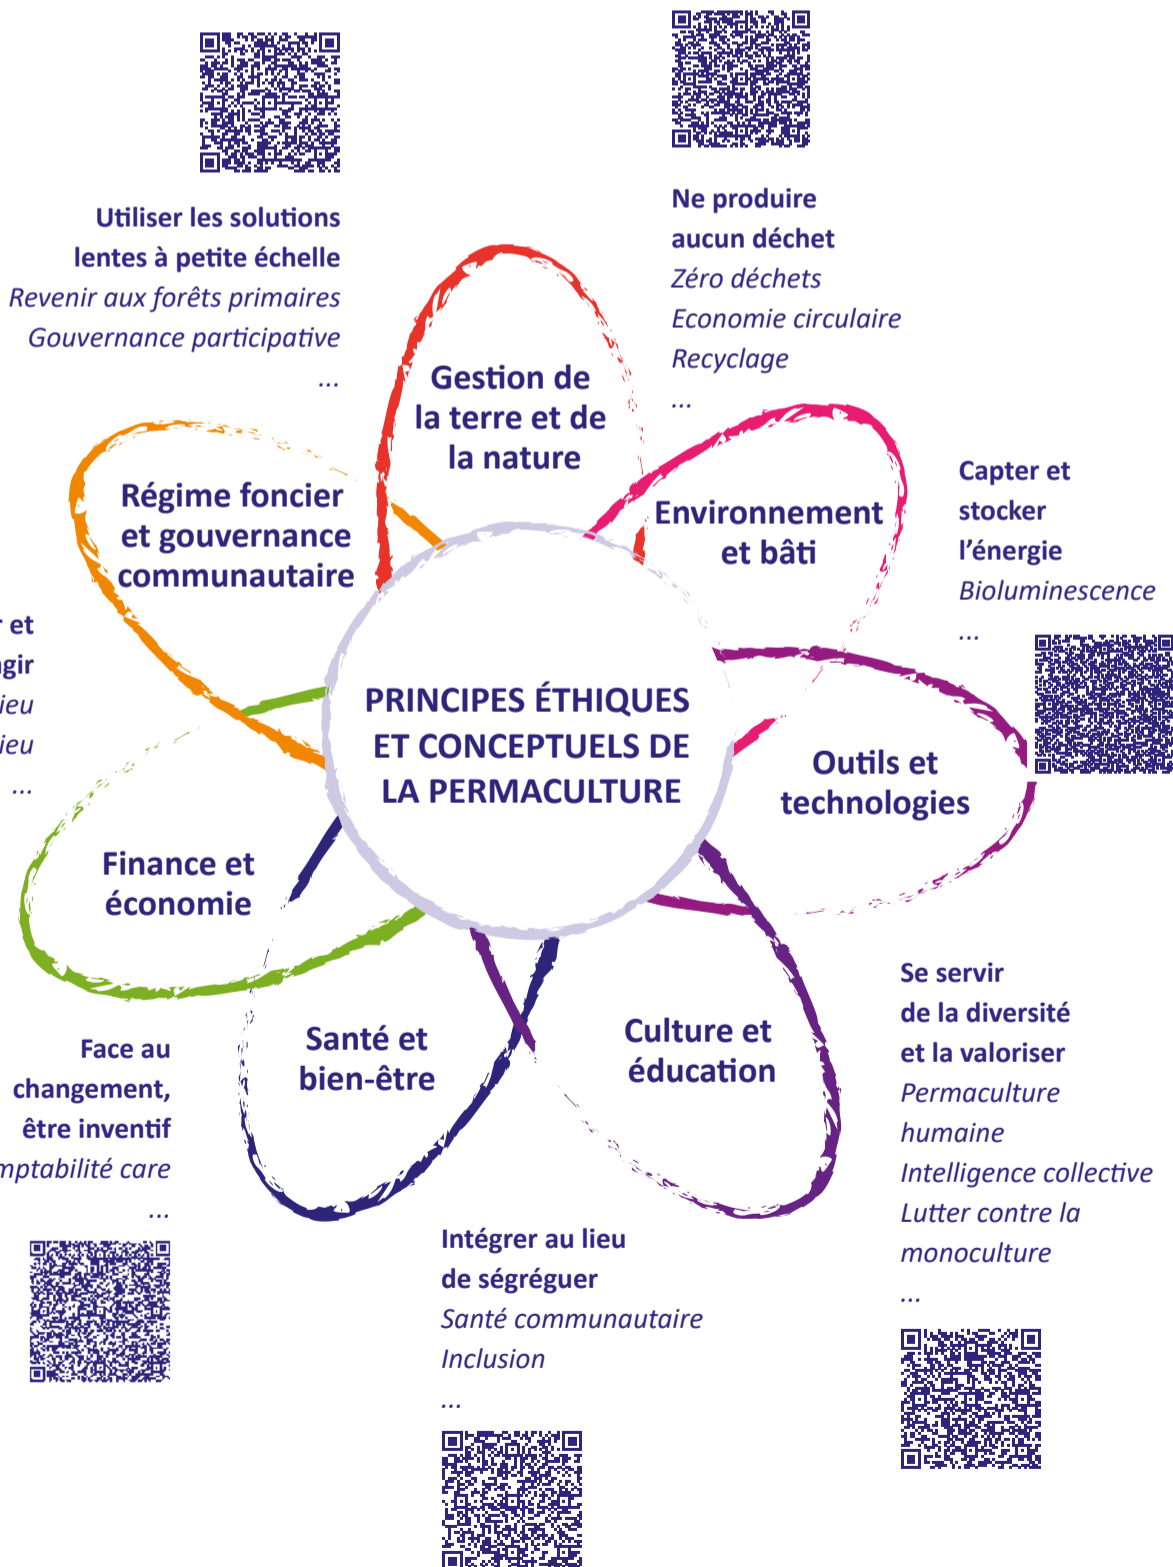 Utiliser les solutions
lentes à petite échelle
Revenir aux forêts primaires
Gouvernance participative
...
Ne produire
aucun déchet
Zéro déchets
Economie circulaire
Recyclage
...
Gestion de
la terre et de
la nature
Régime foncier
et gouvernance
communautaire
Environnement
et bâti
Capter et
stocker
l'énergie
Bioluminescence
...
et
...
PRINCIPES ÉTHIQUES
ET CONCEPTUELS DE
LA PERMACULTURE
Outils et
technologies
Finance et
économie
Santé et
bien-être
Culture et
éducation
Face au
changement,
être inventif
care
...
Se servir
de la diversité
et la valoriser
Permaculture
humaine
Intelligence collective
Lutter contre la
monoculture
...
Intégrer au lieu
de ségréguer
Santé communautaire
Inclusion
...